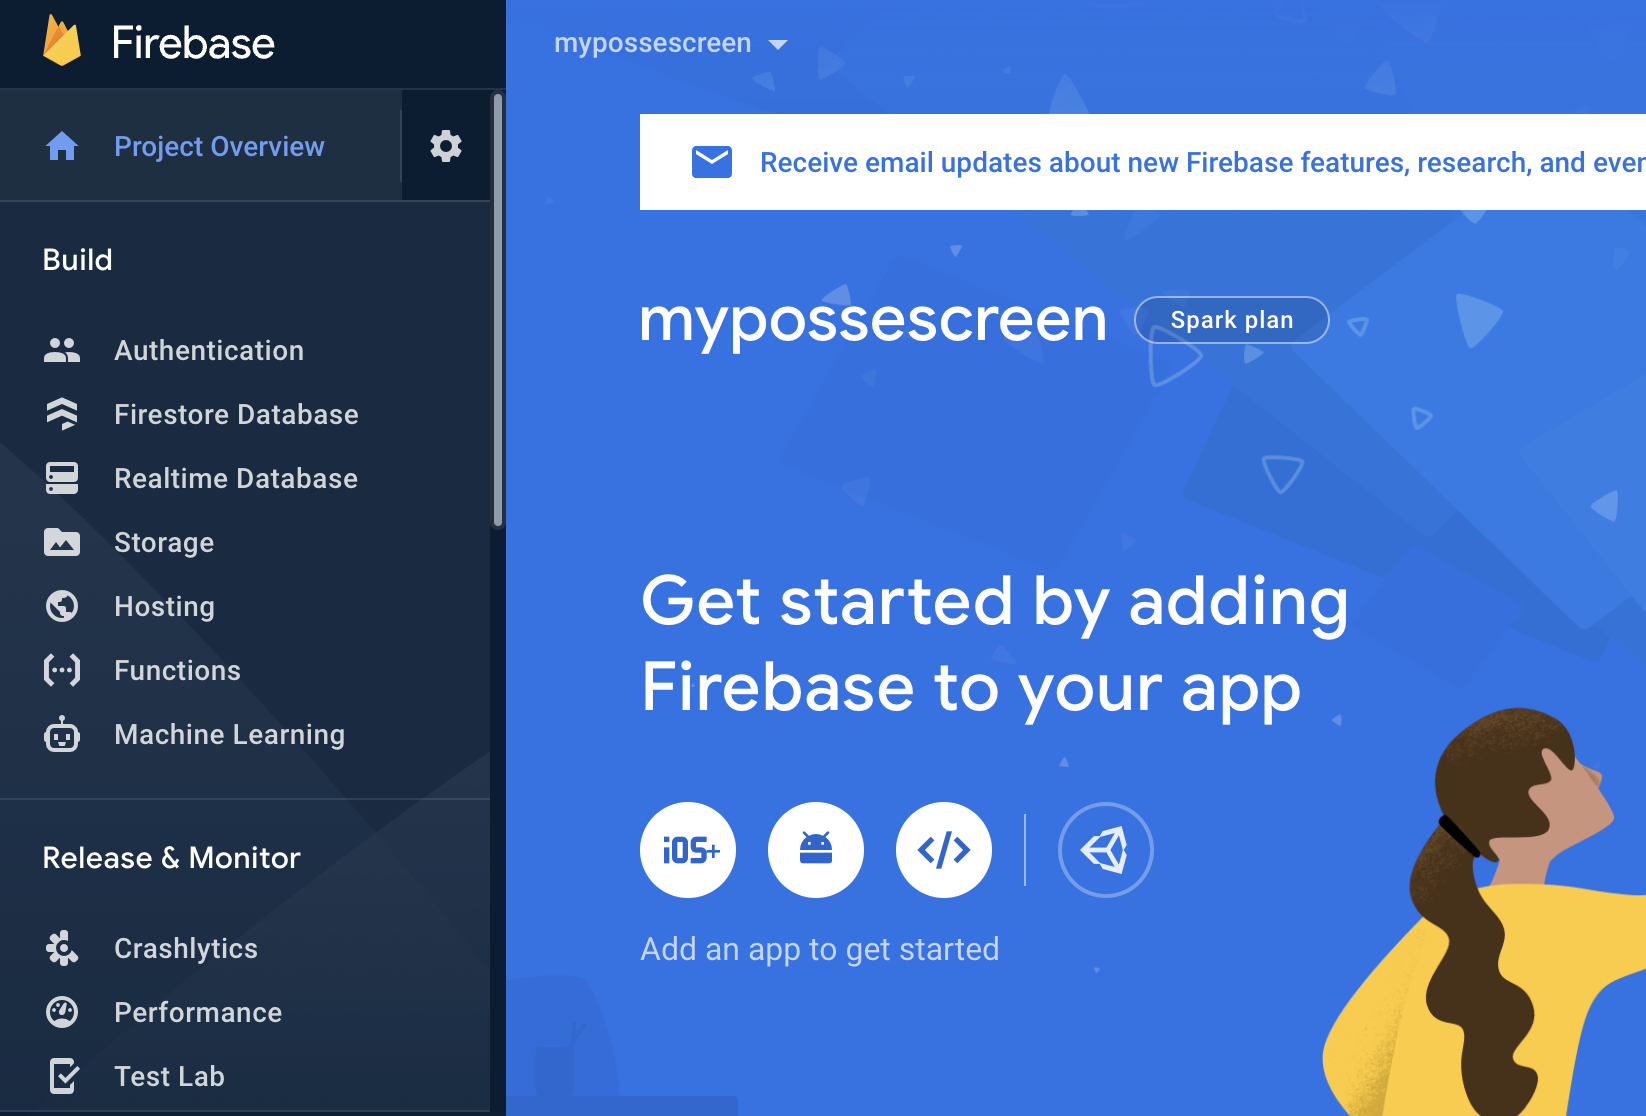 Firebase
Project Overview
Build
Authentication
Firestore Database
Realtime Database
Storage
Hosting
Functions
Machine Learning
Release & Monitor
Crashlytics
Performance
Test Lab
mypossescreen
Receive email updates about new Firebase features, research, and
mypossescreen
Spark plan
Get started by adding
Firebase to your app
iOS+
Add an app to get started